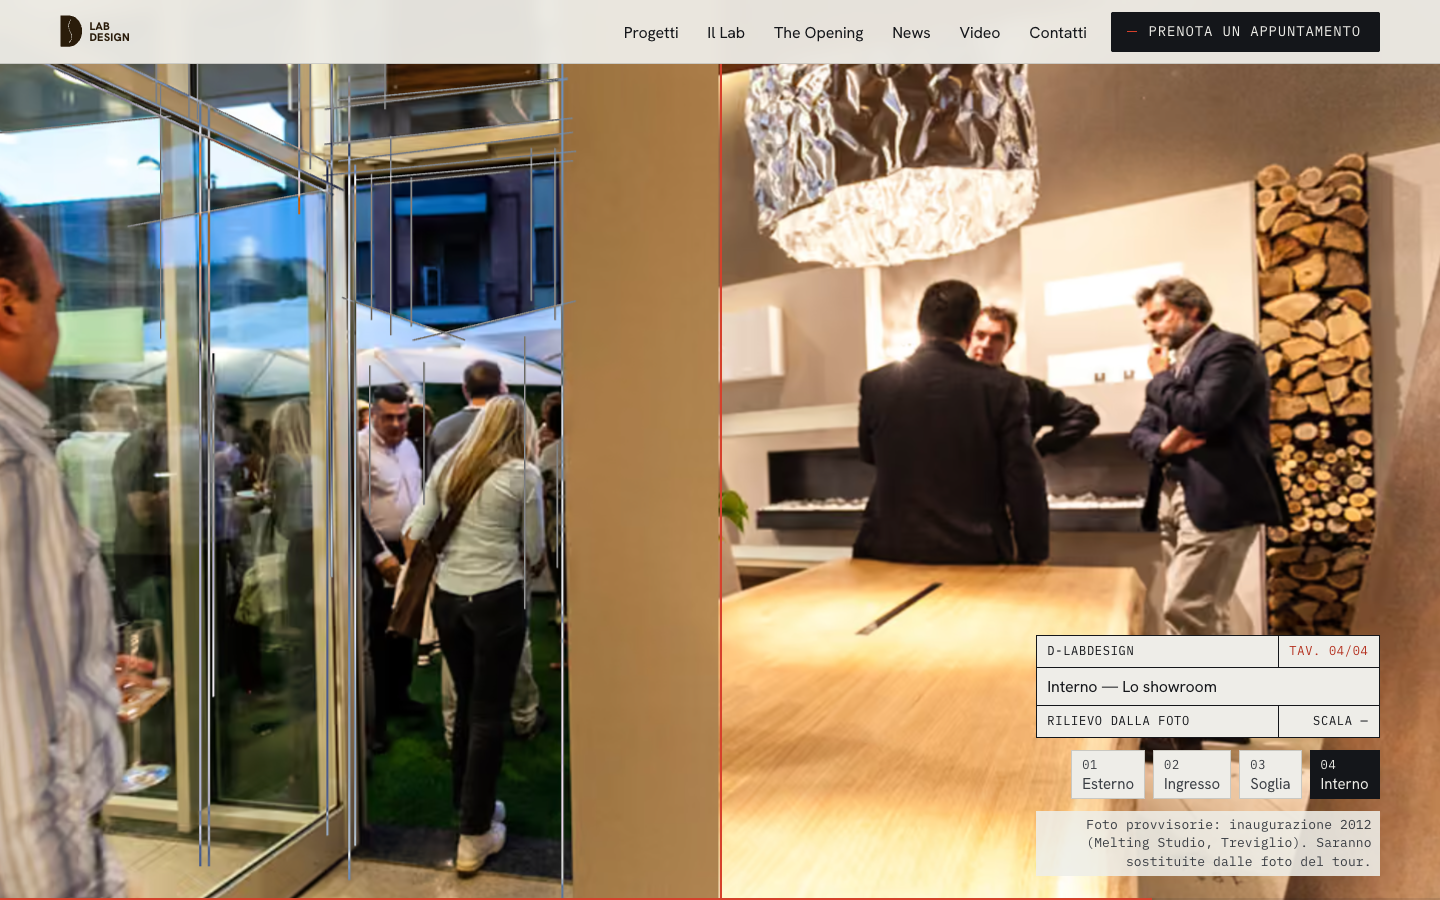 LAB
DESIGN
Progetti
Il Lab
The Opening
News
Video
Contatti
— PRENOTA UN APPUNTAMENTO
D-LABDESIGN
TAV. 04/04
Interno — Lo showroom
RILIEVO DALLA FOTO
SCALA —
01
Esterno
02
Ingresso
03
Soglia
04
Interno
Foto provvisorie: inaugurazione 2012
(Melting Studio, Treviglio). Saranno
sostituite dalle foto del tour.